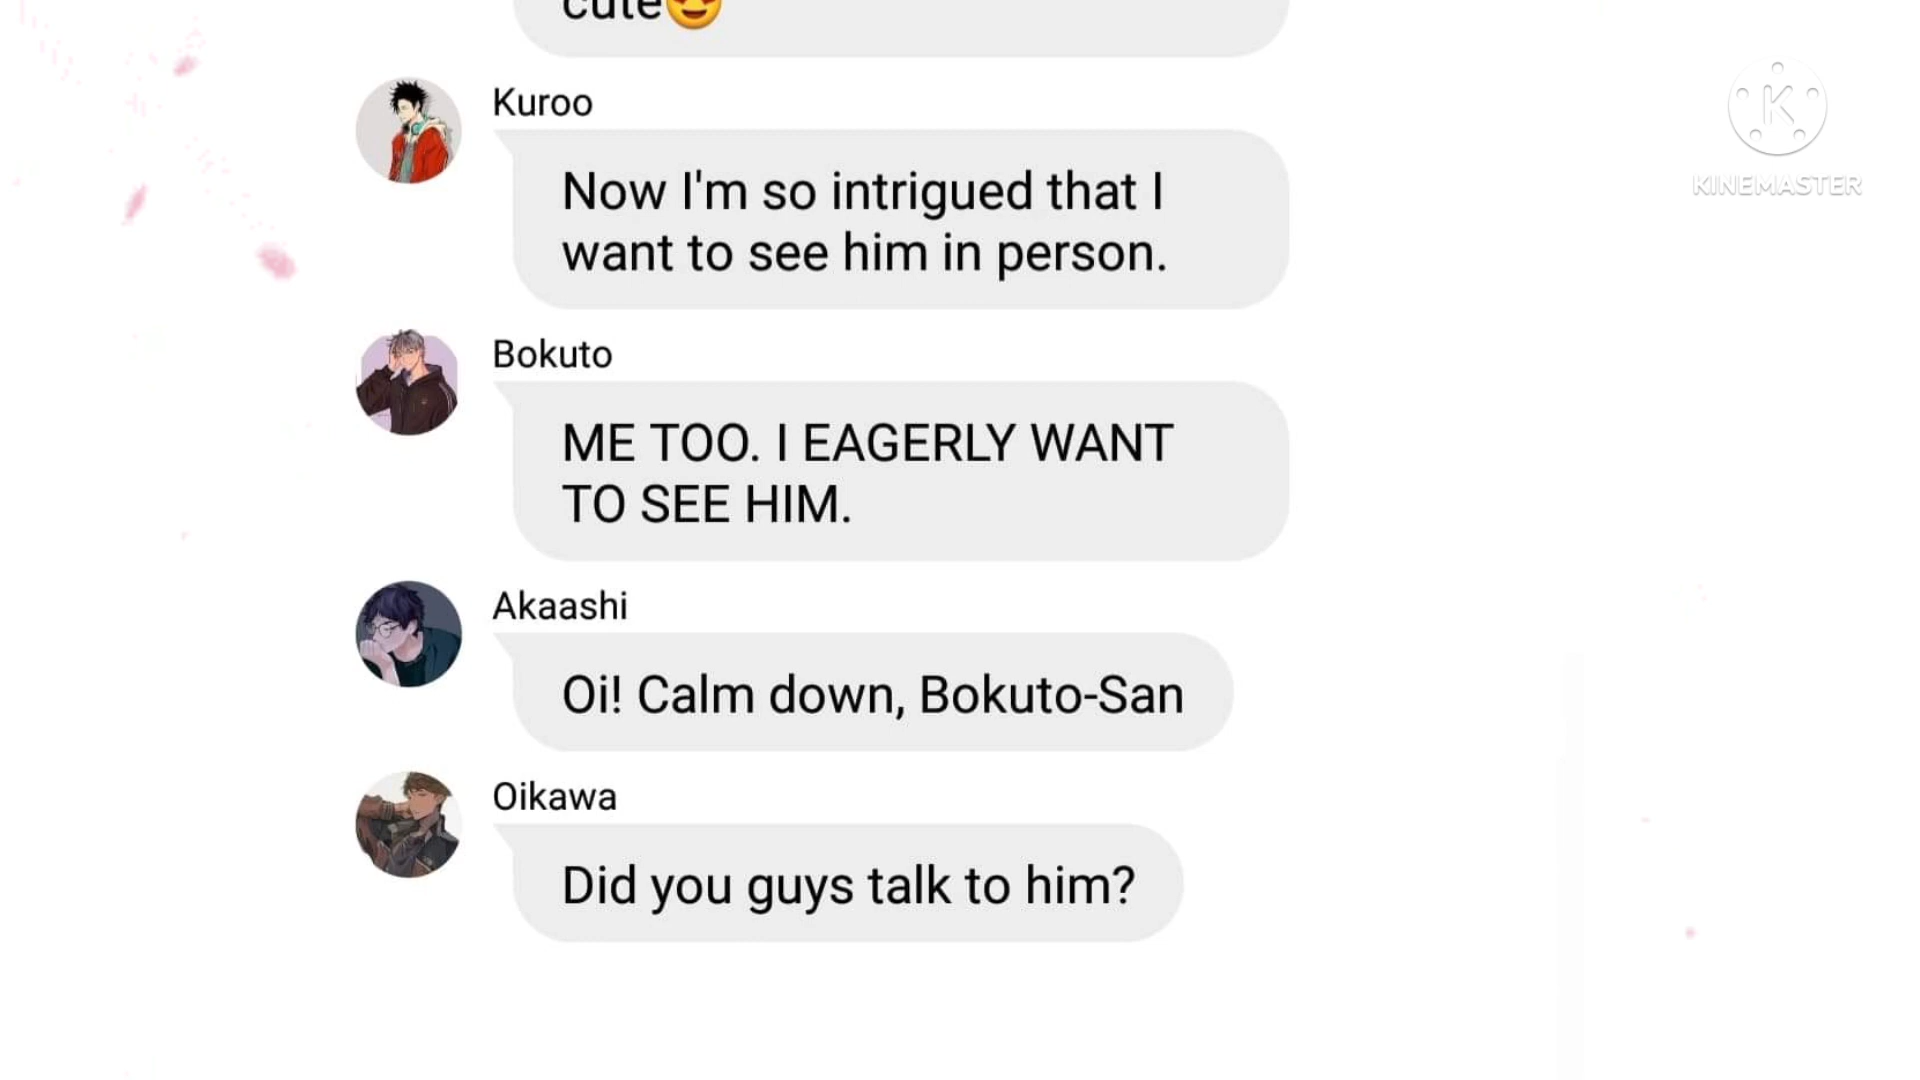 cute😍
Kuroo
Now I'm so intrigued that I
want to see him in person.
Bokuto
ME TOO. I EAGERLY WANT
TO SEE HIM.
Akaashi
Oi! Calm down, Bokuto-San
Oikawa
Did you guys talk to him?
K
KINEMASTER